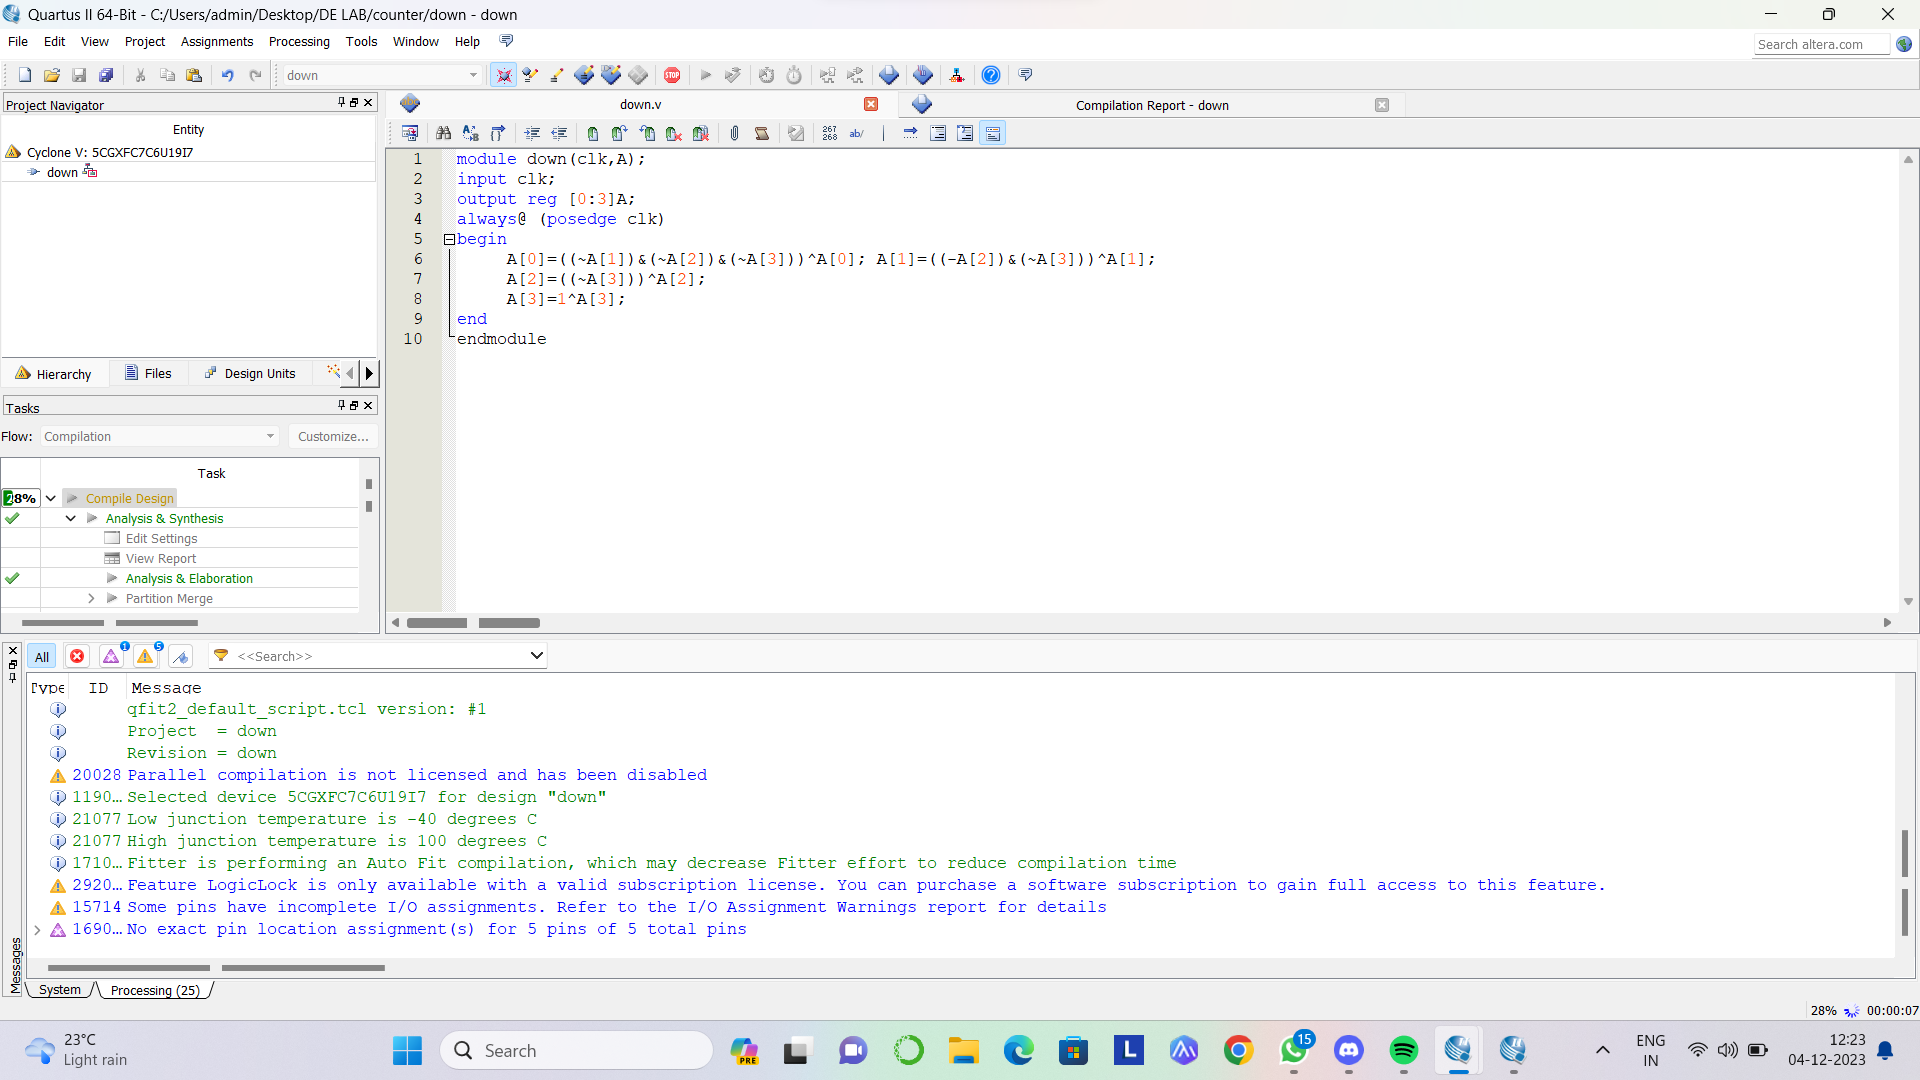 Quartus II 64-Bit - C:/Users/admin/Desktop/DE LAB/counter/down - down
File Edit View Project Assignments Processing Tools Window Help
Search altera.com
down
STOP
Project Navigator
Entity
Cyclone V: 5CGXFC7C6U19I7
down
Hierarchy Files Design Units
Tasks
Flow: Compilation Customize...
Task
28% Compile Design
Analysis & Synthesis
Edit Settings
View Report
Analysis & Elaboration
Partition Merge
down.v
Compilation Report - down
267
268 ab/
1 module down(clk,A);
2 input clk;
3 output reg [0:3]A;
4 always@ (posedge clk)
5 begin
6 A[0]=((~A[1])&(~A[2])&(~A[3]))^A[0]; A[1]=((~A[2])&(~A[3]))^A[1];
7 A[2]=((~A[3]))^A[2];
8 A[3]=1^A[3];
9 end
10 endmodule
All 1 5 <<Search>>
Type ID Message
qfit2_default_script.tcl version: #1
Project = down
Revision = down
20028 Parallel compilation is not licensed and has been disabled
1190... Selected device 5CGXFC7C6U19I7 for design "down"
21077 Low junction temperature is -40 degrees C
21077 High junction temperature is 100 degrees C
1710... Fitter is performing an Auto Fit compilation, which may decrease Fitter effort to reduce compilation time
2920... Feature LogicLock is only available with a valid subscription license. You can purchase a software subscription to gain full access to this feature.
15714 Some pins have incomplete I/O assignments. Refer to the I/O Assignment Warnings report for details
1690... No exact pin location assignment(s) for 5 pins of 5 total pins
Messages
System Processing (25)
28% 00:00:07
23°C
Light rain
Search
PRE
L
15
ENG
IN
12:23
04-12-2023